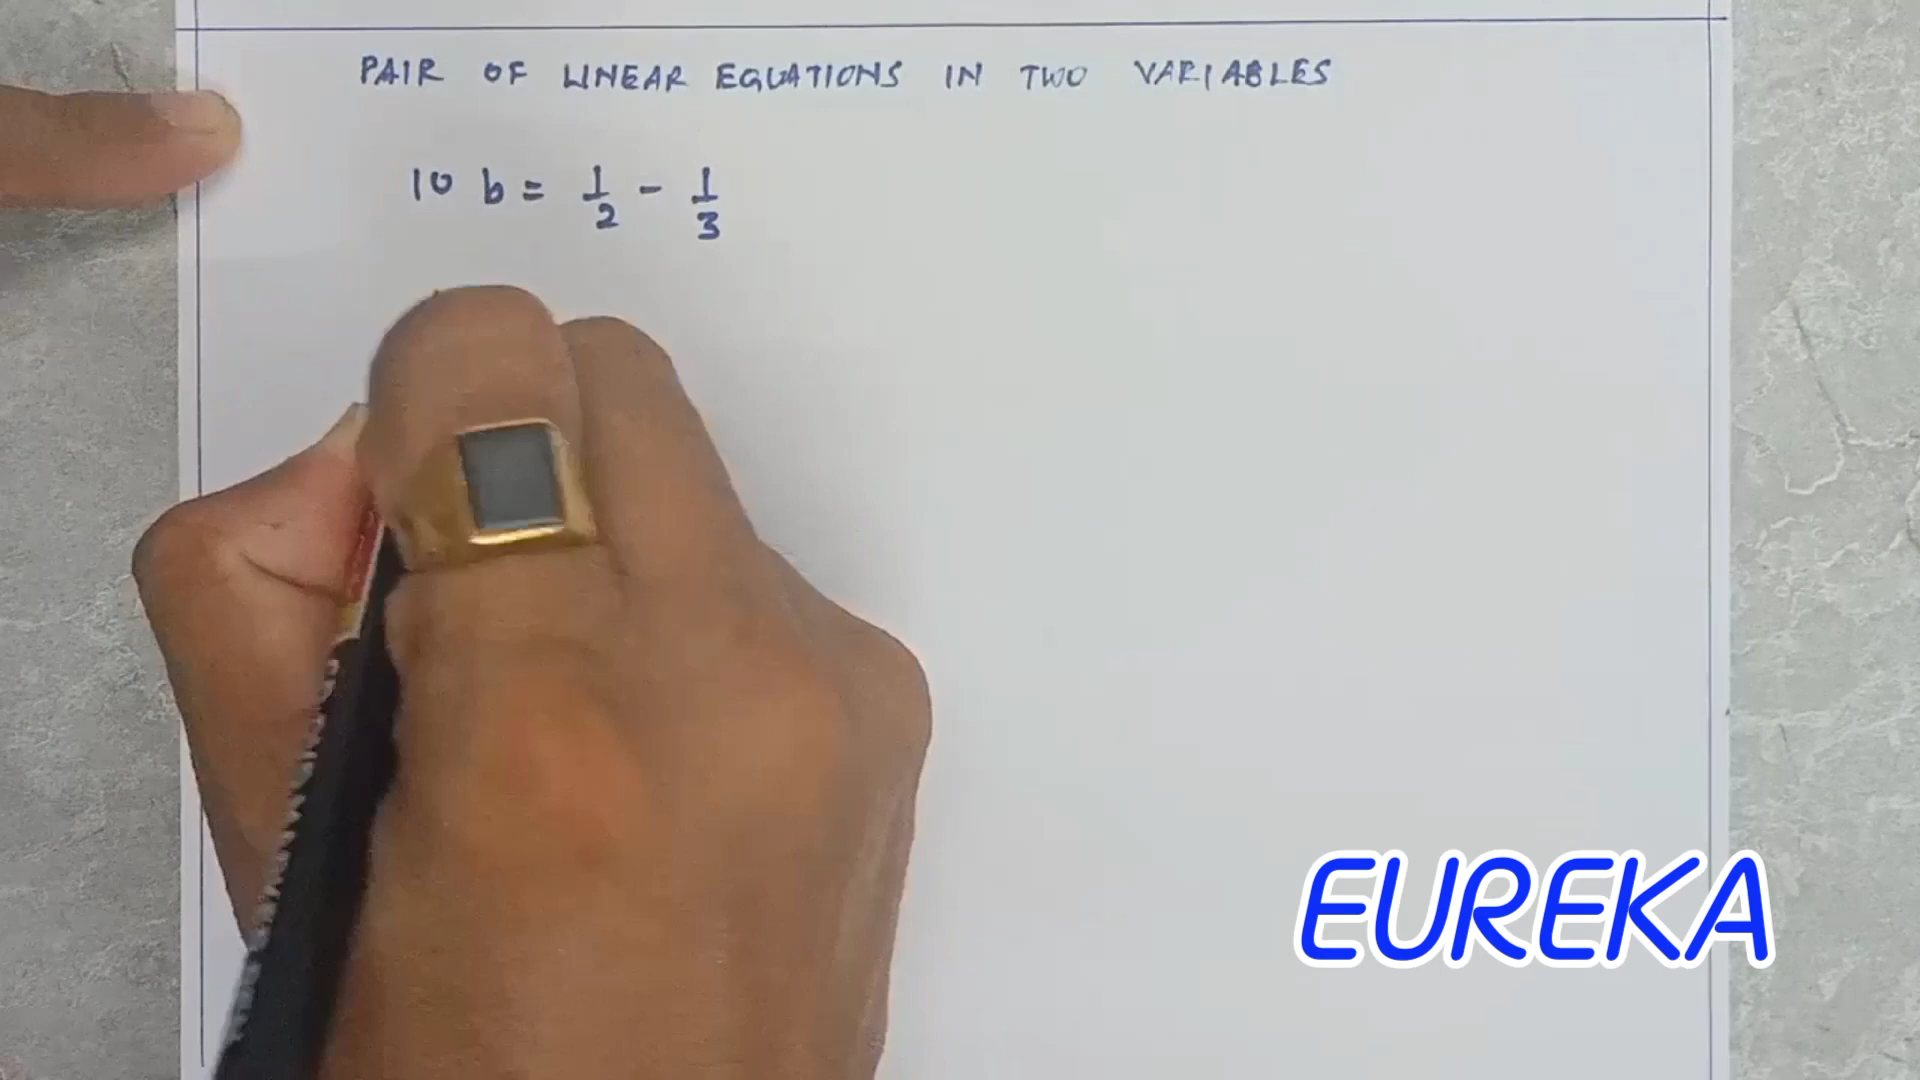 PAIR OF LINEAR EQUATIONS IN TWO VARIABLES
10 b = 1/2 - 1/3
EUREKA